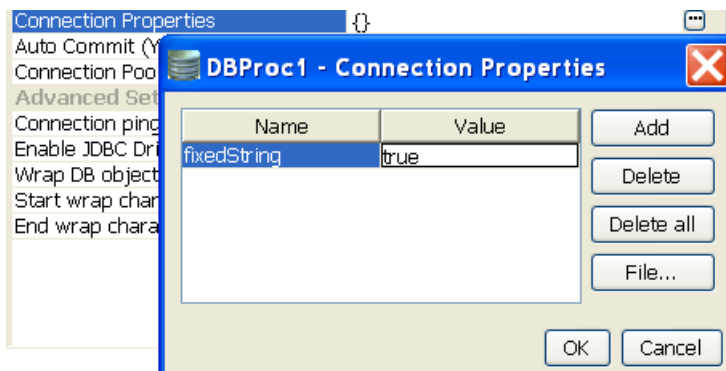 Connection Properties {}
Auto Commit (Y
Connection Poo
Advanced Set
Connection ping
Enable JDBC Dri
Wrap DB object
Start wrap char
End wrap chara
DBProc1 - Connection Properties
Name Value
fixedString true
Add
Delete
Delete all
File...
OK Cancel